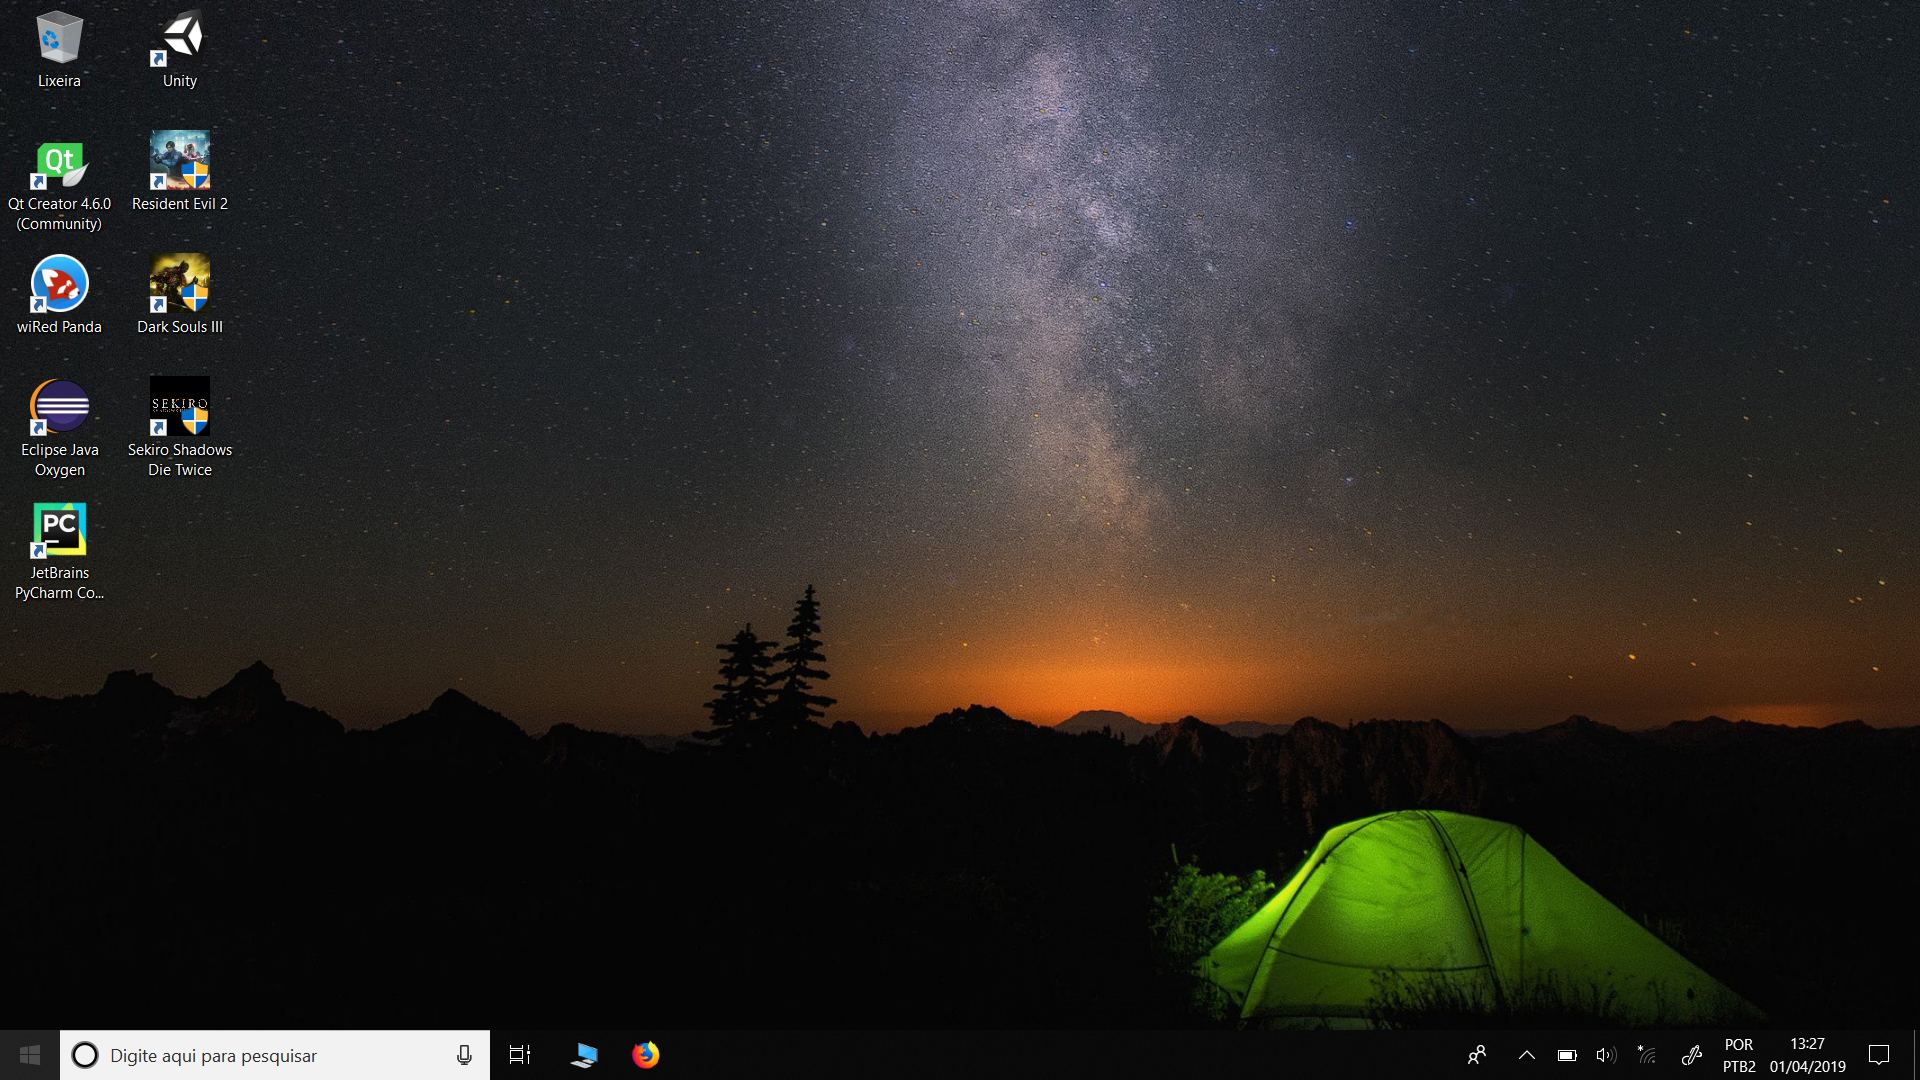 Lixeira
Unity
Qt
Qt Creator 4.6.0
(Community)
Resident Evil 2
wiRed Panda
Dark Souls III
SEKIRO
Eclipse Java
Oxygen
Sekiro Shadows
Die Twice
PC
JetBrains
PyCharm Co...
Digite aqui para pesquisar
POR
PTB2
13:27
01/04/2019